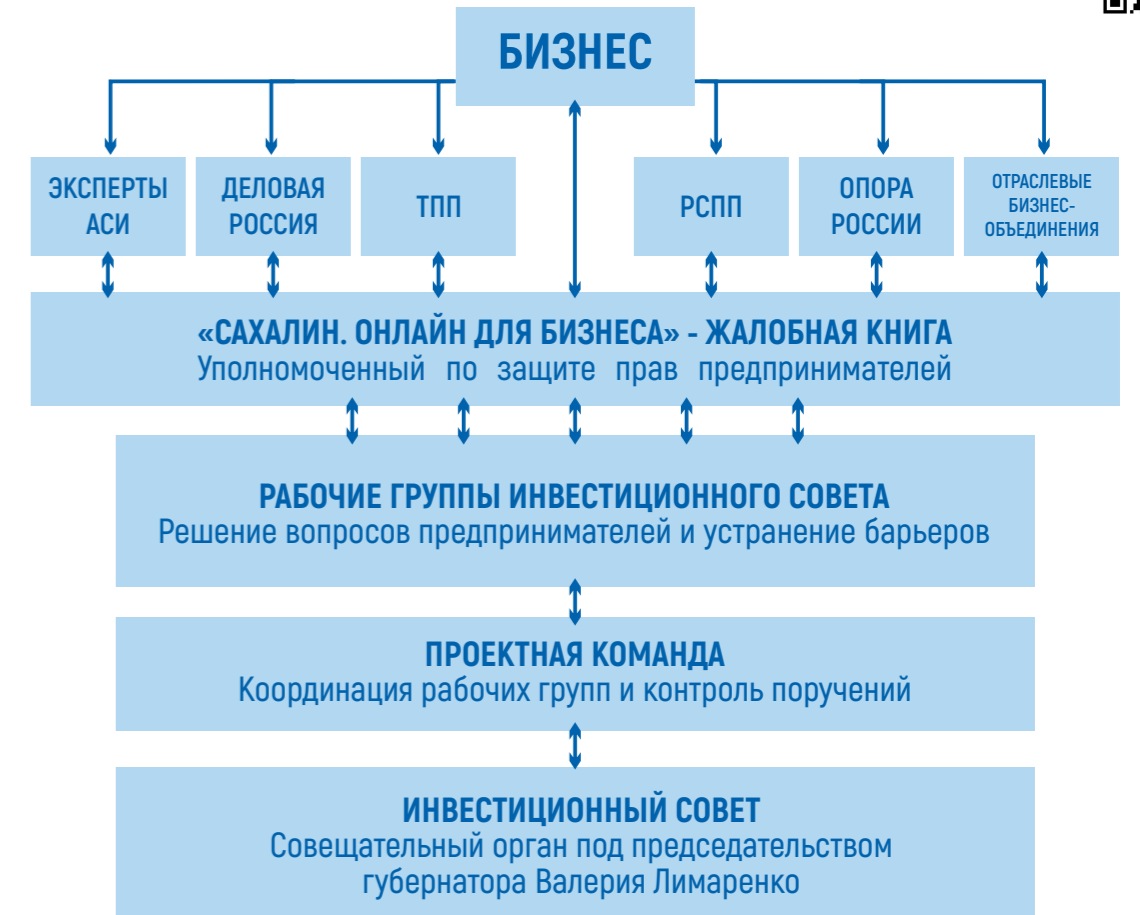 БИЗНЕС
ЭКСПЕРТЫ
АСИ
ДЕЛОВАЯ
РОССИЯ
ТПП
РСПП
ОПОРА
РОССИИ
ОТРАСЛЕВЫЕ
БИЗНЕС-
ОБЪЕДИНЕНИЯ
«САХАЛИН. ОНЛАЙН ДЛЯ БИЗНЕСА» - ЖАЛОБНАЯ КНИГА
Уполномоченный по защите прав предпринимателей
РАБОЧИЕ ГРУППЫ ИНВЕСТИЦИОННОГО СОВЕТА
Решение вопросов предпринимателей и устранение барьеров
ПРОЕКТНАЯ КОМАНДА
Координация рабочих групп и контроль поручений
ИНВЕСТИЦИОННЫЙ СОВЕТ
Совещательный орган под председательством
губернатора Валерия Лимаренко